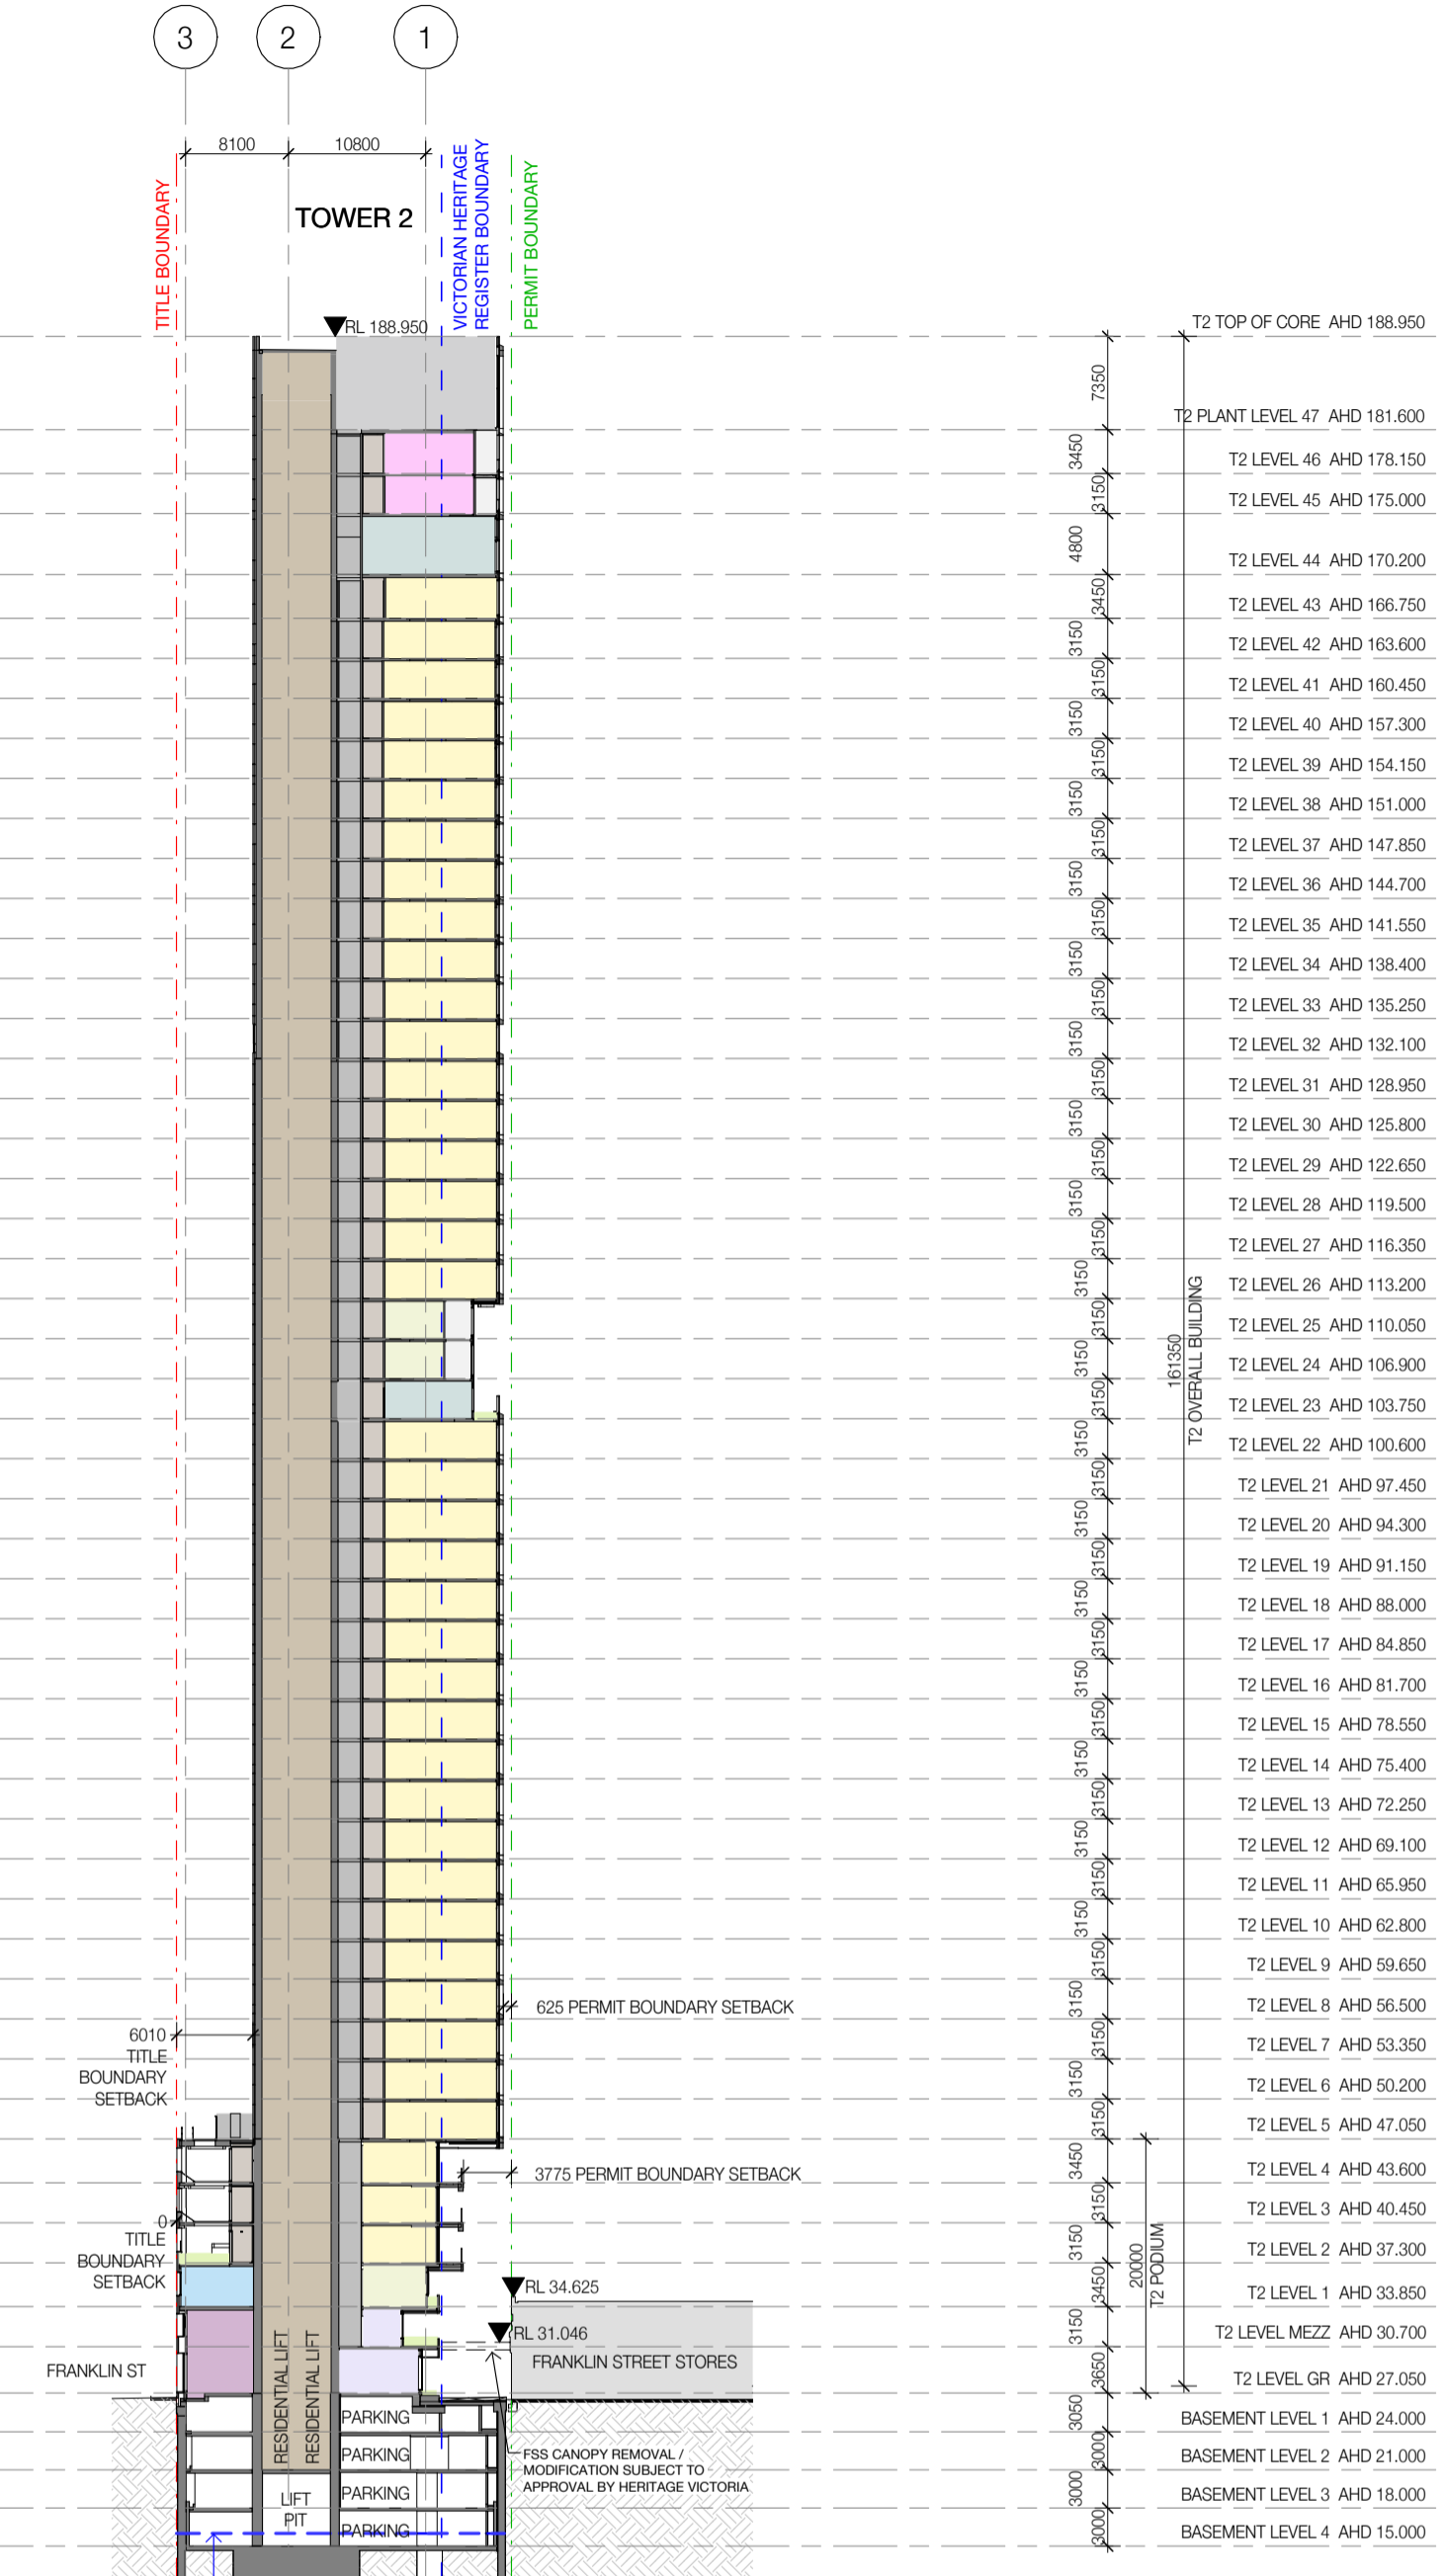 3
2
1
8100
10800
TITLE BOUNDARY
TOWER 2
VICTORIAN HERITAGE
REGISTER BOUNDARY
PERMIT BOUNDARY
RL 188.950
T2 TOP OF CORE AHD 188.950
7350
T2 PLANT LEVEL 47 AHD 181.600
3450
T2 LEVEL 46 AHD 178.150
3150
T2 LEVEL 45 AHD 175.000
4800
T2 LEVEL 44 AHD 170.200
3450
T2 LEVEL 43 AHD 166.750
3150
T2 LEVEL 42 AHD 163.600
3150
T2 LEVEL 41 AHD 160.450
3150
T2 LEVEL 40 AHD 157.300
3150
T2 LEVEL 39 AHD 154.150
3150
T2 LEVEL 38 AHD 151.000
3150
T2 LEVEL 37 AHD 147.850
3150
T2 LEVEL 36 AHD 144.700
3150
T2 LEVEL 35 AHD 141.550
3150
T2 LEVEL 34 AHD 138.400
3150
T2 LEVEL 33 AHD 135.250
3150
T2 LEVEL 32 AHD 132.100
3150
T2 LEVEL 31 AHD 128.950
3150
T2 LEVEL 30 AHD 125.800
3150
T2 LEVEL 29 AHD 122.650
3150
T2 LEVEL 28 AHD 119.500
3150
T2 LEVEL 27 AHD 116.350
3150
T2 LEVEL 26 AHD 113.200
3150
T2 LEVEL 25 AHD 110.050
3150
T2 LEVEL 24 AHD 106.900
3150
T2 LEVEL 23 AHD 103.750
161350
T2 OVERALL BUILDING
3150
T2 LEVEL 22 AHD 100.600
3150
T2 LEVEL 21 AHD 97.450
3150
T2 LEVEL 20 AHD 94.300
3150
T2 LEVEL 19 AHD 91.150
3150
T2 LEVEL 18 AHD 88.000
3150
T2 LEVEL 17 AHD 84.850
3150
T2 LEVEL 16 AHD 81.700
3150
T2 LEVEL 15 AHD 78.550
3150
T2 LEVEL 14 AHD 75.400
3150
T2 LEVEL 13 AHD 72.250
3150
T2 LEVEL 12 AHD 69.100
3150
T2 LEVEL 11 AHD 65.950
3150
T2 LEVEL 10 AHD 62.800
3150
T2 LEVEL 9 AHD 59.650
625 PERMIT BOUNDARY SETBACK
3150
T2 LEVEL 8 AHD 56.500
6010
TITLE
BOUNDARY
SETBACK
3150
T2 LEVEL 7 AHD 53.350
3150
T2 LEVEL 6 AHD 50.200
3150
T2 LEVEL 5 AHD 47.050
3775 PERMIT BOUNDARY SETBACK
3450
T2 LEVEL 4 AHD 43.600
3150
T2 LEVEL 3 AHD 40.450
0
TITLE
BOUNDARY
SETBACK
3150
T2 LEVEL 2 AHD 37.300
20000
T2 PODIUM
RL 34.625
3450
T2 LEVEL 1 AHD 33.850
RL 31.046
3150
T2 LEVEL MEZZ AHD 30.700
FRANKLIN ST
FRANKLIN STREET STORES
3650
T2 LEVEL GR AHD 27.050
RESIDENTIAL LIFT
RESIDENTIAL LIFT
PARKING
3050
BASEMENT LEVEL 1 AHD 24.000
PARKING
3000
BASEMENT LEVEL 2 AHD 21.000
FSS CANOPY REMOVAL /
MODIFICATION SUBJECT TO
APPROVAL BY HERITAGE VICTORIA
PARKING
3000
BASEMENT LEVEL 3 AHD 18.000
LIFT
PIT
PARKING
3000
BASEMENT LEVEL 4 AHD 15.000